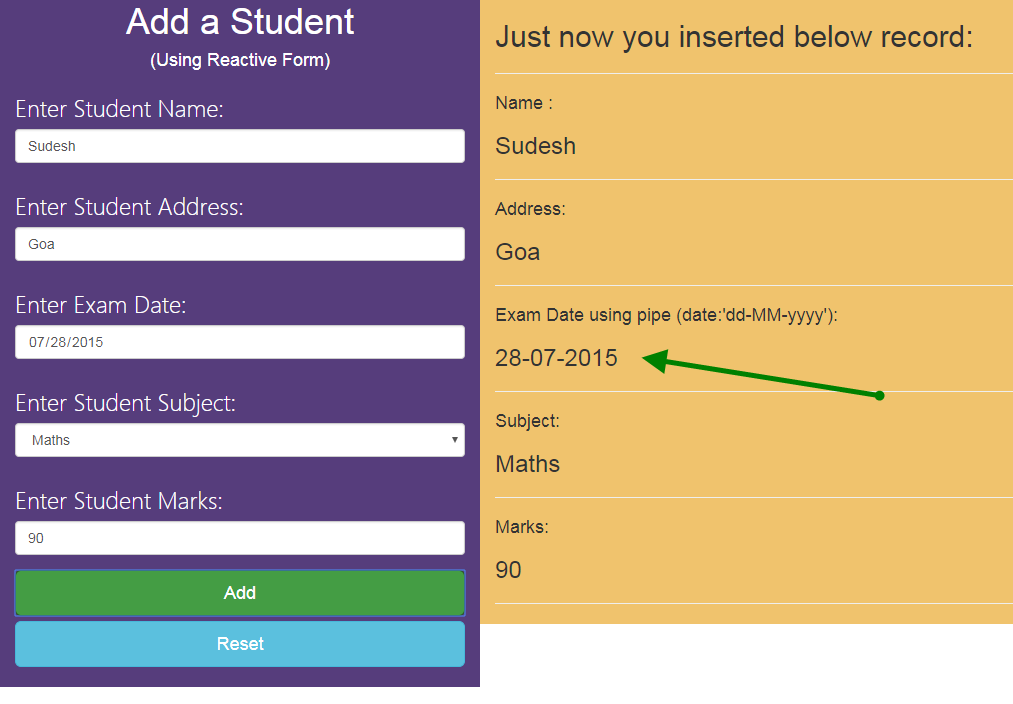 Add a Student
(Using Reactive Form)
Enter Student Name:
Sudesh
Enter Student Address:
Goa
Enter Exam Date:
07/28/2015
Enter Student Subject:
Maths
Enter Student Marks:
90
Add
Reset
Just now you inserted below record:
Name :
Sudesh
Address:
Goa
Exam Date using pipe (date:'dd-MM-yyyy'):
28-07-2015
Subject:
Maths
Marks:
90